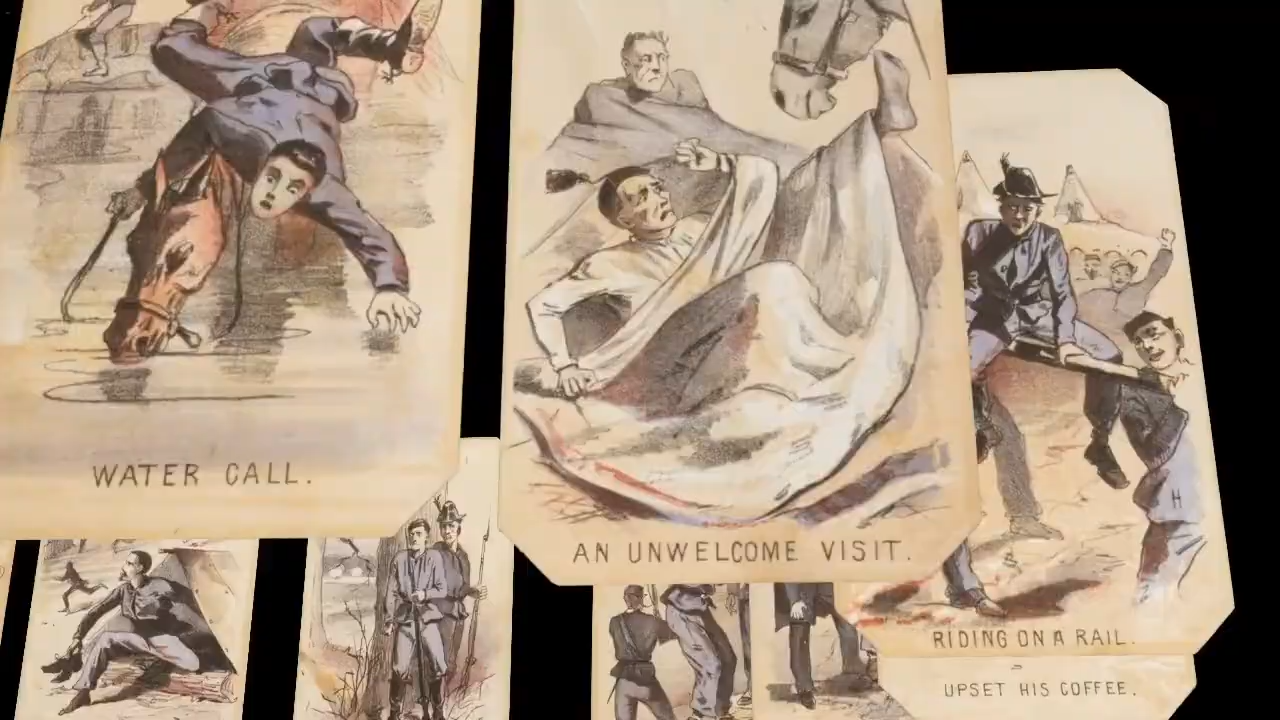 WATER CALL.
AN UNWELCOME VISIT.
RIDING ON A RAIL.
UPSET HIS COFFEE.